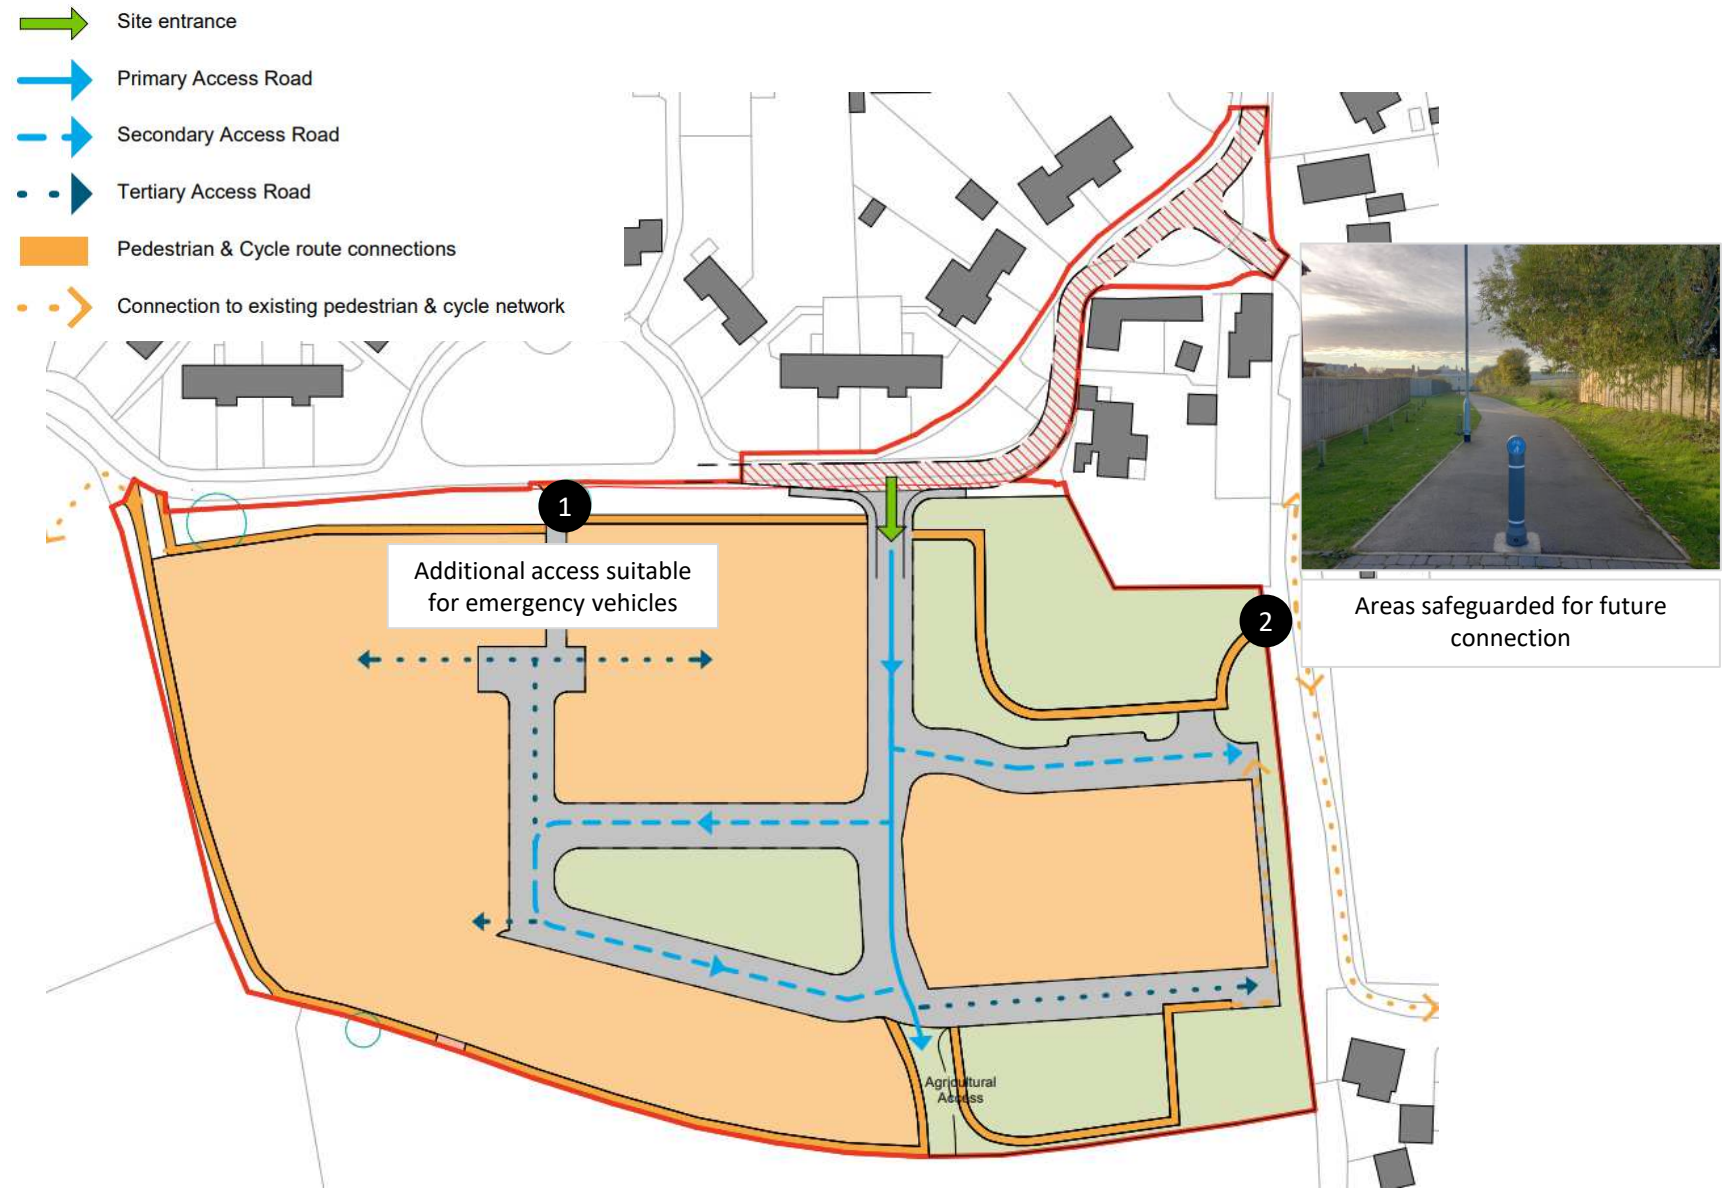 Site entrance
Primary Access Road
Secondary Access Road
Tertiary Access Road
Pedestrian & Cycle route connections
Connection to existing pedestrian & cycle network
1
Additional access suitable
for emergency vehicles
2
Areas safeguarded for future
connection
Agricultural
Access